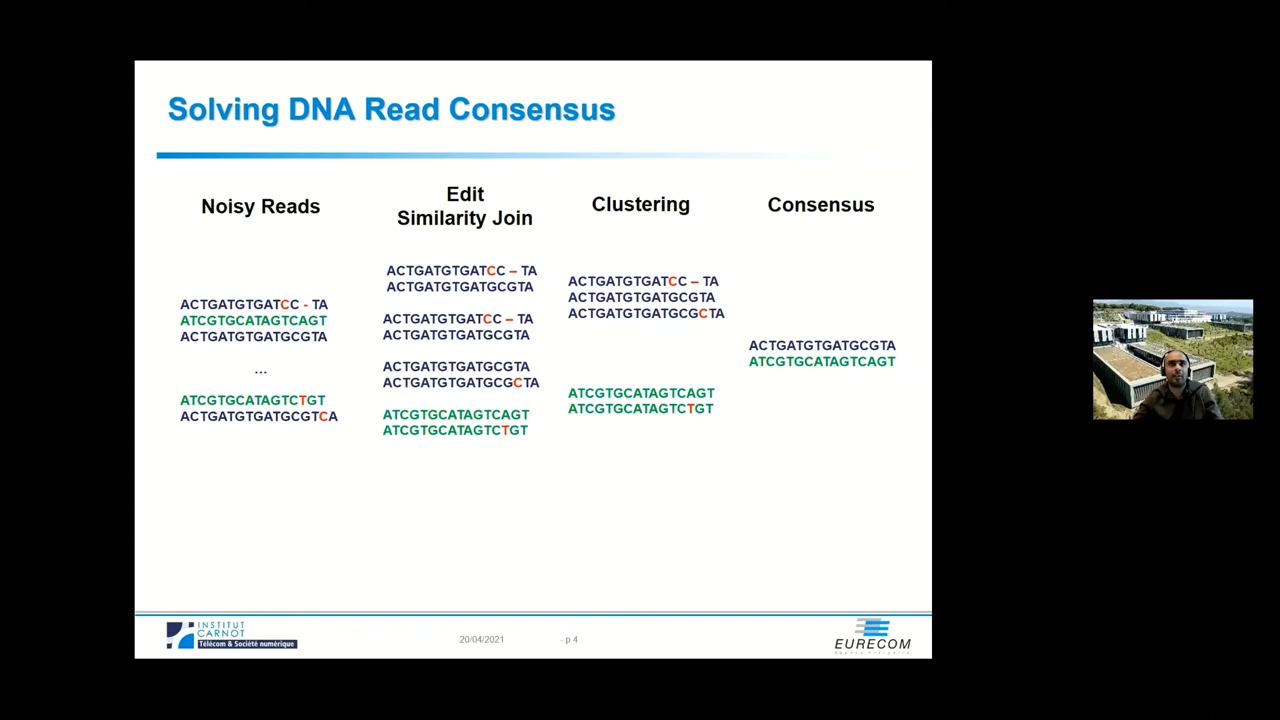 Solving DNA Read Consensus
Noisy Reads
ACTGATGTGATCC - TA
ATCGTGCATAGTCAGT
ACTGATGTGATGCGTA
...
ATCGTGCATAGTCTGT
ACTGATGTGATGCGTCA
Edit
Similarity Join
ACTGATGTGATCC – TA
ACTGATGTGATGCGTA
ACTGATGTGATCC – TA
ACTGATGTGATGCGTA
ACTGATGTGATGCGTA
ACTGATGTGATGCGCTA
ATCGTGCATAGTCAGT
ATCGTGCATAGTCTGT
Clustering
ACTGATGTGATCC – TA
ACTGATGTGATGCGTA
ACTGATGTGATGCGCTA
ATCGTGCATAGTCAGT
ATCGTGCATAGTCTGT
Consensus
ACTGATGTGATGCGTA
ATCGTGCATAGTCAGT
INSTITUT
CARNOT
Télécom & Société numérique
20/04/2021
- p 4
EURECOM